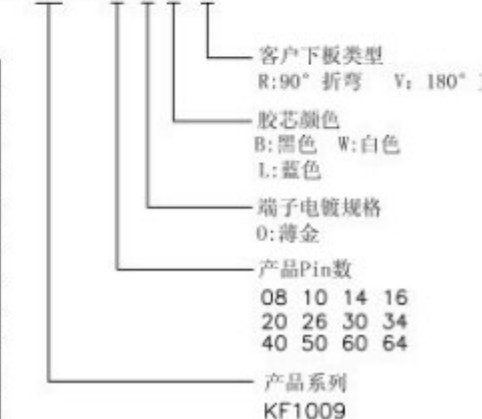 客户下板类型
R:90° 折弯 V: 180°
胶芯颜色
B:黑色 W:白色
L:蓝色
端子电镀规格
O:薄金
产品Pin数
08 10 14 16
20 26 30 34
40 50 60 64
产品系列
KF1009